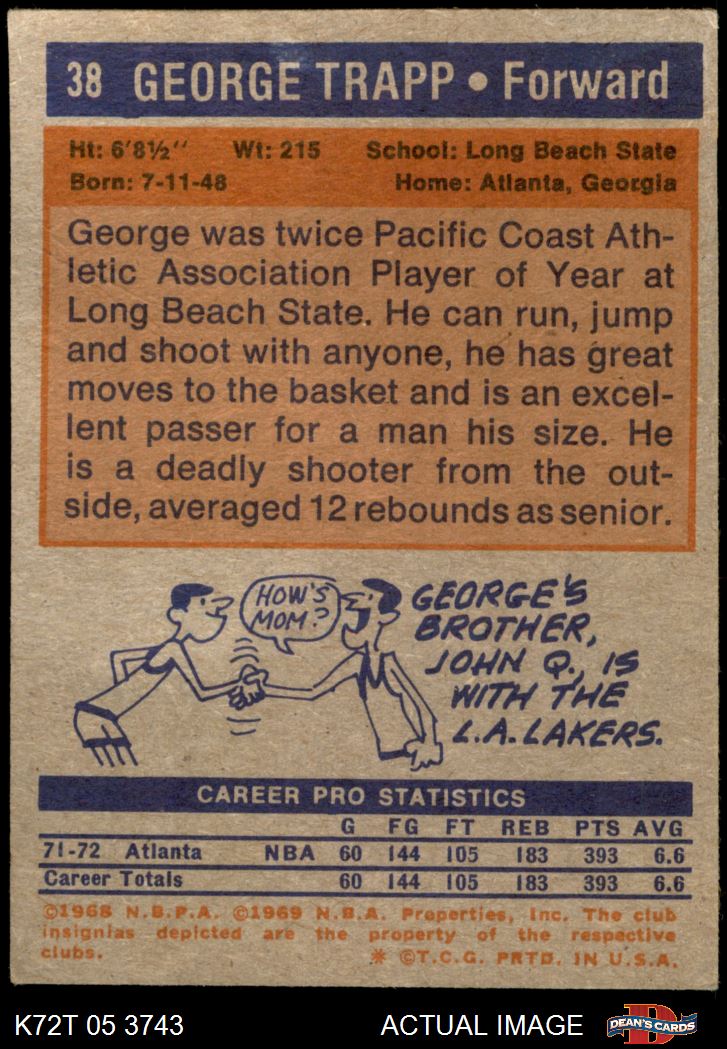 38 GEORGE TRAPP • Forward
Ht: 6'8½" Wt: 215 School: Long Beach State
Born: 7-11-48 Home: Atlanta, Georgia
George was twice Pacific Coast Ath-
letic Association Player of Year at
Long Beach State. He can run, jump
and shoot with anyone, he has great
moves to the basket and is an excel-
lent passer for a man his size. He
is a deadly shooter from the out-
side, averaged 12 rebounds as senior.
HOW'S
MOM?
GEORGE'S
BROTHER,
JOHN Q., IS
WITH THE
L.A. LAKERS.
CAREER PRO STATISTICS
G FG FT REB PTS AVG
71-72 Atlanta NBA 60 144 105 183 393 6.6
Career Totals 60 144 105 183 393 6.6
©1968 N.B.P.A. ©1969 N.B.A. Properties, Inc. The club
insignias depicted are the property of the respective
clubs. * ©T.C.G. PRTD. IN U.S.A.
K72T 05 3743 ACTUAL IMAGE D DEAN'S CARDS